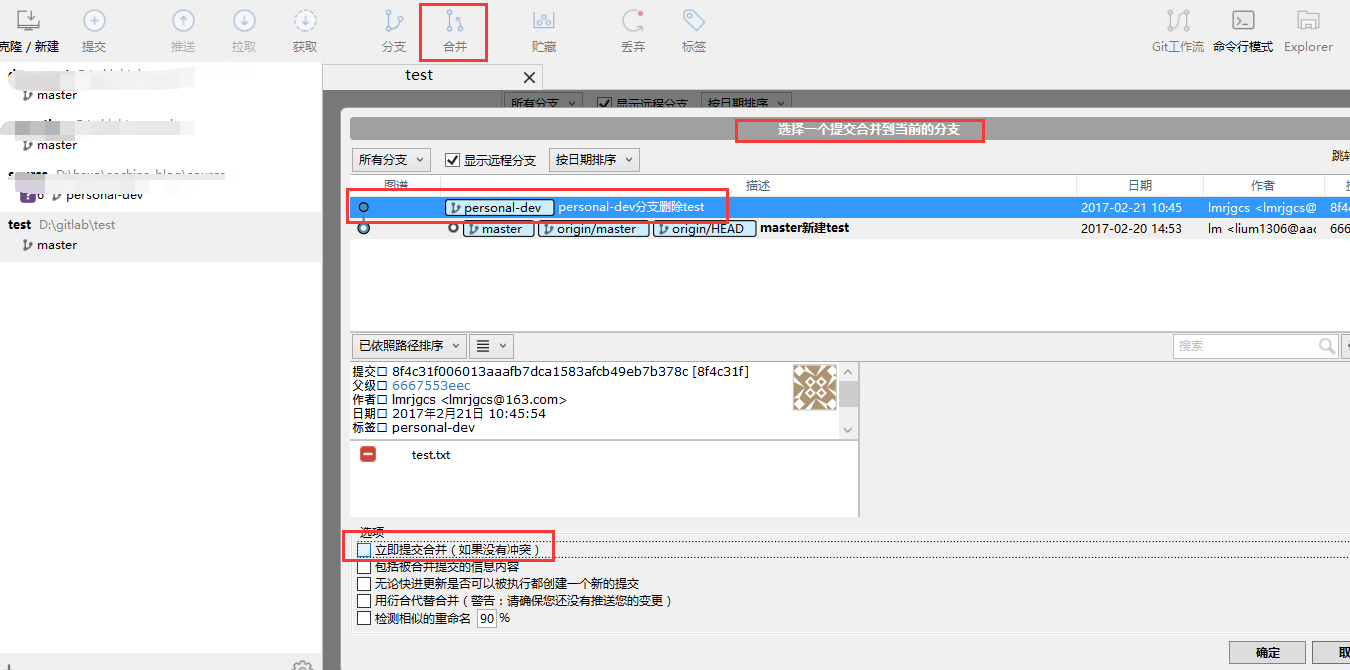 克隆 / 新建 提交 推送 拉取 获取 分支 合并 贮藏 丢弃 标签 Git工作流 命令行模式 Explorer
test
master
master
personal-dev
test D:\gitlab\test
master
所有分支 显示远程分支 按日期排序
选择一个提交合并到当前的分支
所有分支 显示远程分支 按日期排序
图谱 描述 日期 作者
personal-dev personal-dev分支删除test 2017-02-21 10:45 lmrjgcs <lmrjgcs@ 8f4
master origin/master origin/HEAD master新建test 2017-02-20 14:53 lm <lium1306@aac 666
已依照路径排序 搜索
提交 8f4c31f006013aaafb7dca1583afcb49eb7b378c [8f4c31f]
父级 6667553eec
作者 lmrjgcs <lmrjgcs@163.com>
日期 2017年2月21日 10:45:54
标签 personal-dev
test.txt
选项
立即提交合并（如果没有冲突）
包括被合并提交的信息内容
无论快进更新是否可以被执行都创建一个新的提交
用衍合代替合并（警告：请确保您还没有推送您的变更）
检测相似的重命名 90 %
确定 取